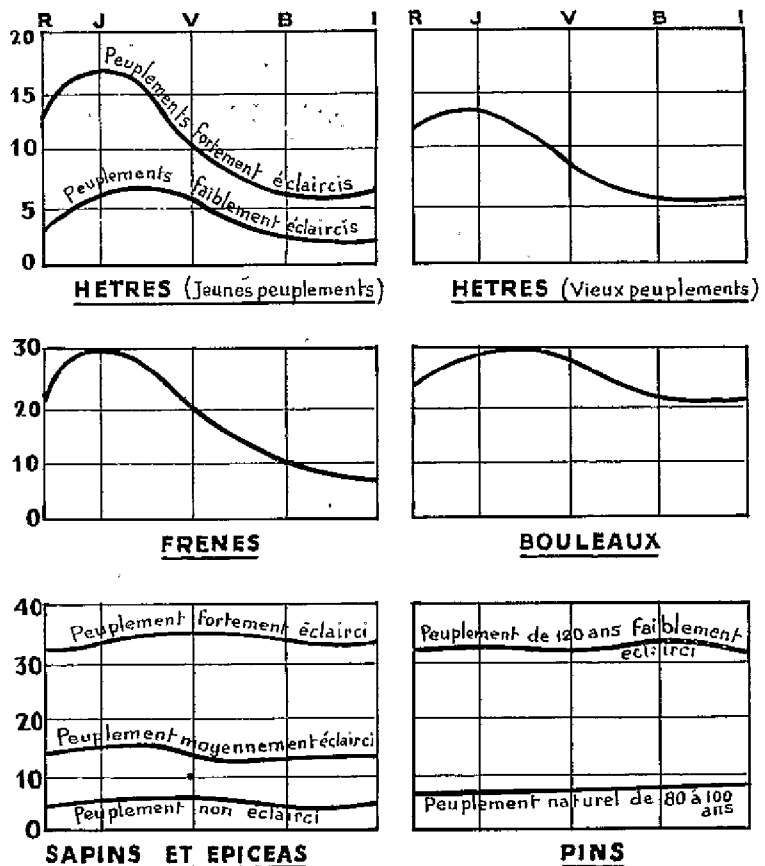 R J V B I
R J V B I
20
15
10
5
0
Peuplements fortement éclaircis
Peuplements faiblement éclaircis
HETRES (Jeunes peuplements)
HETRES (Vieux peuplements)
30
20
10
0
FRENES
BOULEAUX
40
30
20
10
0
Peuplement fortement éclairci
Peuplement moyennement éclairci
Peuplement non éclairci
SAPINS ET EPICEAS
Peuplement de 120 ans faiblement
éclairci
Peuplement naturel de 80 à 100
ans
PINS